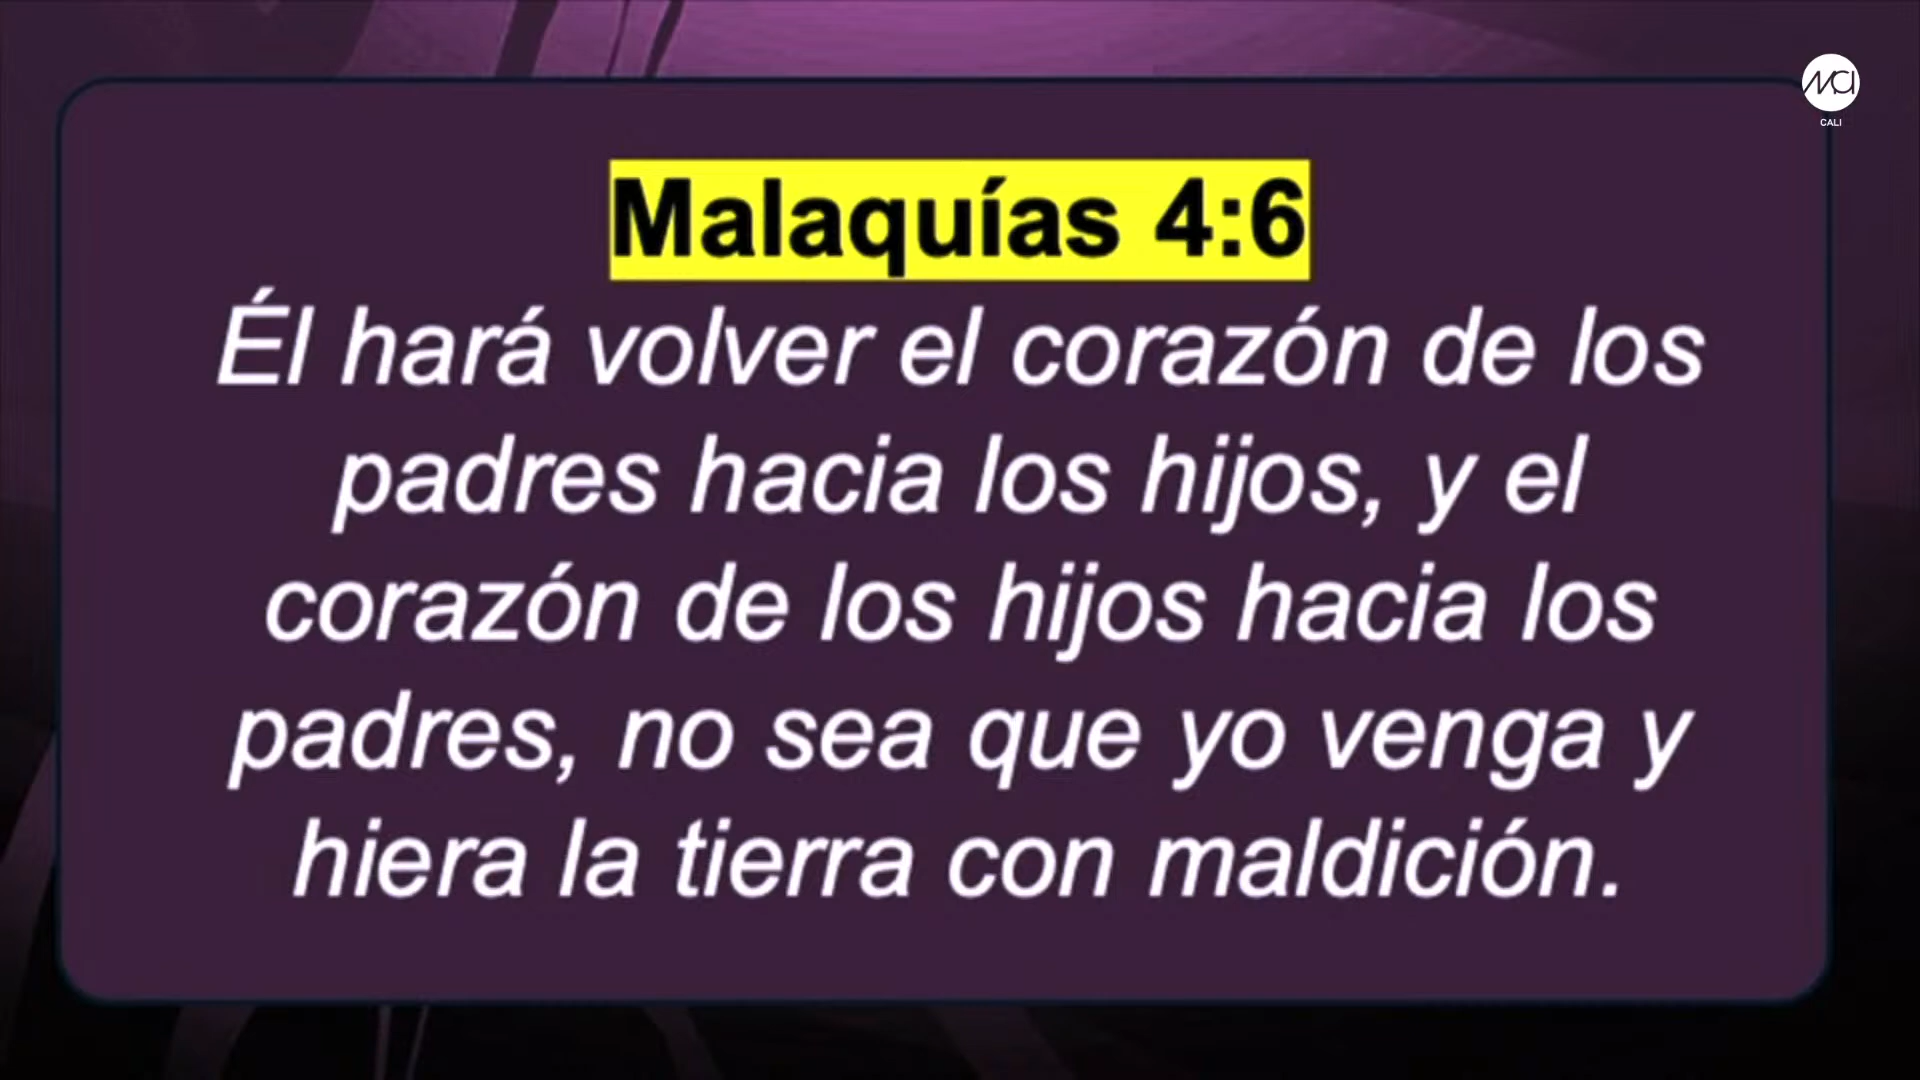 MCI
CALI
Malaquías 4:6
Él hará volver el corazón de los
padres hacia los hijos, y el
corazón de los hijos hacia los
padres, no sea que yo venga y
hiera la tierra con maldición.